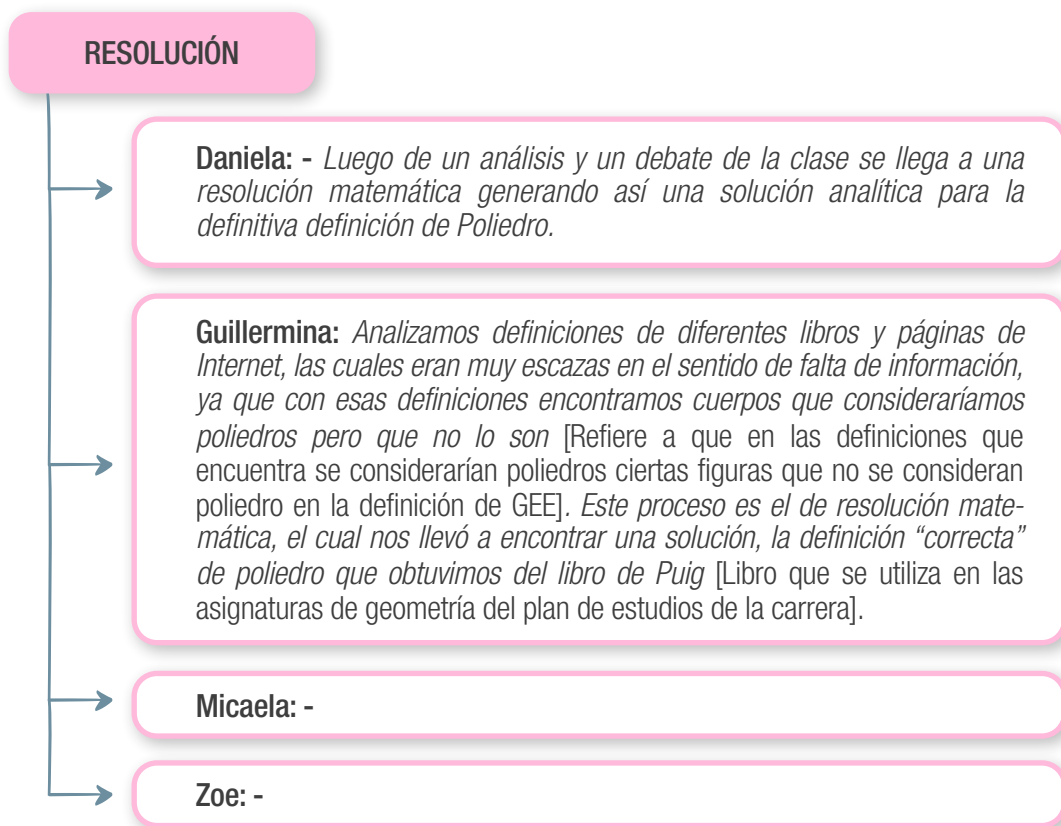 RESOLUCIÓN
Daniela: - Luego de un análisis y un debate de la clase se llega a una
resolución matemática generando así una solución analítica para la
definitiva definición de Poliedro.
Guillermina: Analizamos definiciones de diferentes libros y páginas de
Internet, las cuales eran muy escazas en el sentido de falta de información,
ya que con esas definiciones encontramos cuerpos que consideraríamos
poliedros pero que no lo son [Refiere a que en las definiciones que
encuentra se considerarían poliedros ciertas figuras que no se consideran
poliedro en la definición de GEE]. Este proceso es el de resolución mate-
mática, el cual nos llevó a encontrar una solución, la definición “correcta”
de poliedro que obtuvimos del libro de Puig [Libro que se utiliza en las
asignaturas de geometría del plan de estudios de la carrera].
Micaela: -
Zoe: -